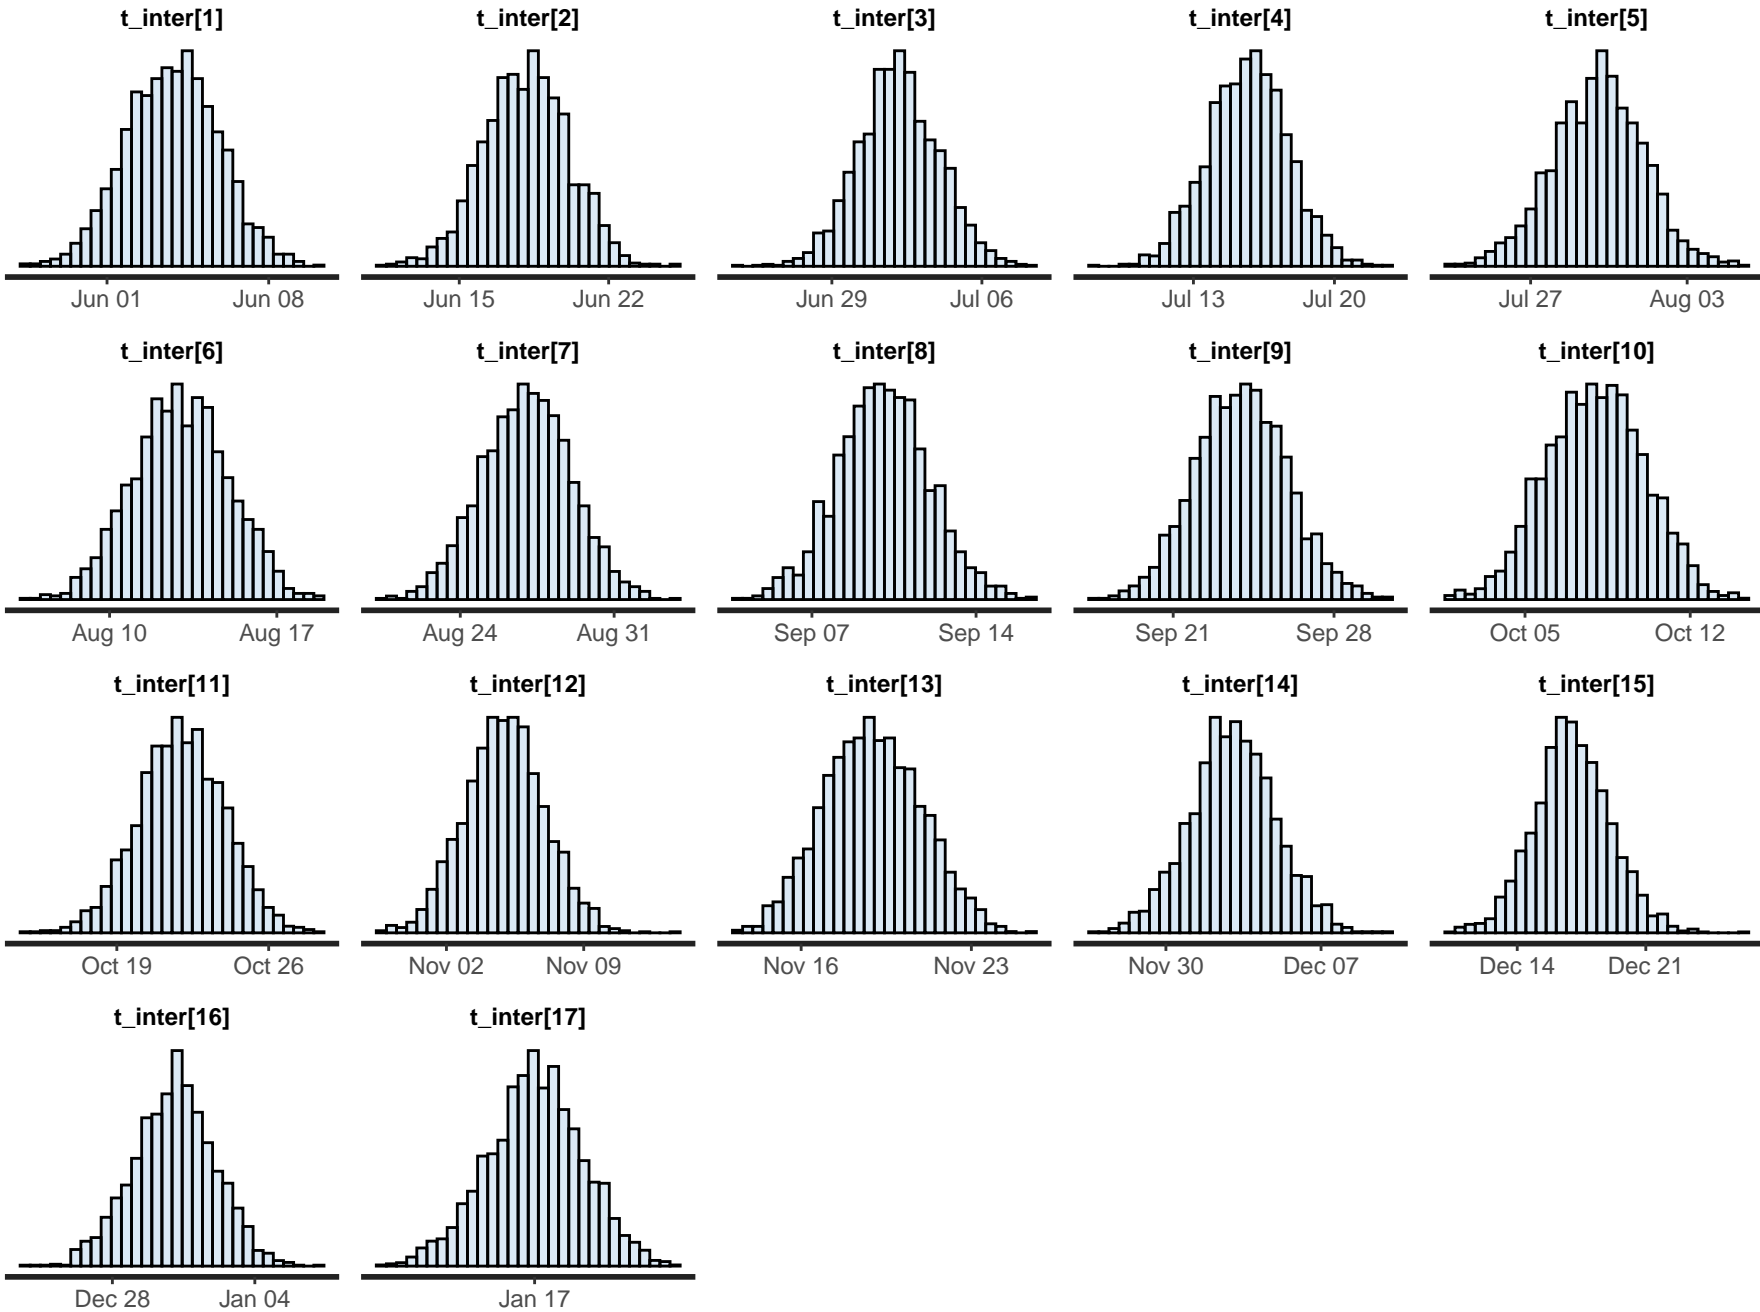 t_inter[1] t_inter[2] t_inter[3] t_inter[4] t_inter[5]
Jun 01 Jun 08 Jun 15 Jun 22 Jun 29 Jul 06 Jul 13 Jul 20 Jul 27 Aug 03
t_inter[6] t_inter[7] t_inter[8] t_inter[9] t_inter[10]
Aug 10 Aug 17 Aug 24 Aug 31 Sep 07 Sep 14 Sep 21 Sep 28 Oct 05 Oct 12
t_inter[11] t_inter[12] t_inter[13] t_inter[14] t_inter[15]
Oct 19 Oct 26 Nov 02 Nov 09 Nov 16 Nov 23 Nov 30 Dec 07 Dec 14 Dec 21
t_inter[16] t_inter[17]
Dec 28 Jan 04 Jan 17